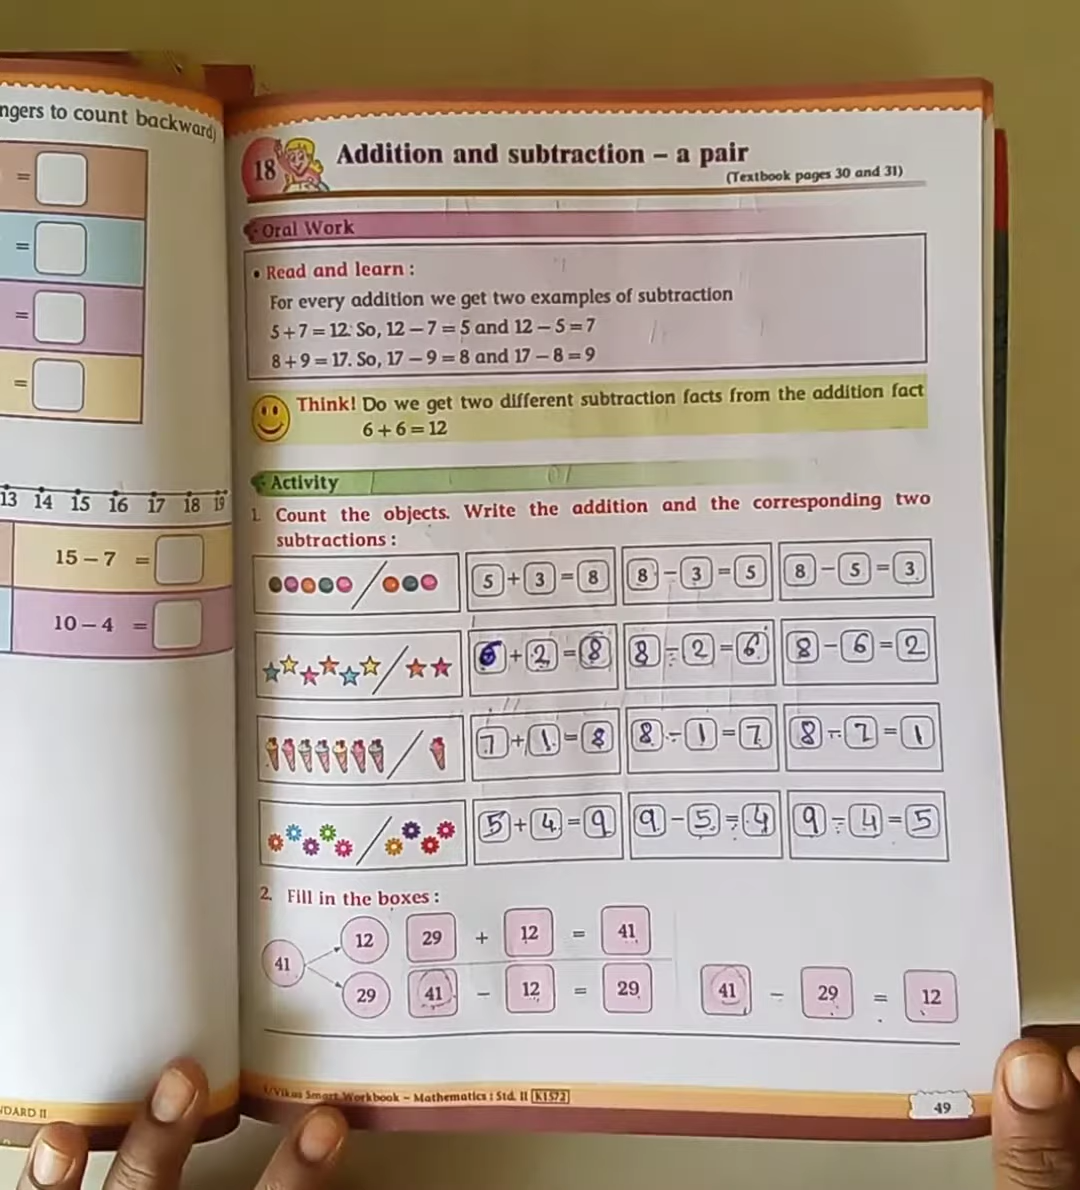 ngers to count backward)
=
=
=
=
13 14 15 16 17 18 19
15 – 7 =
10 – 4 =
DARD II
18
Addition and subtraction – a pair
(Textbook pages 30 and 31)
Oral Work
• Read and learn :
For every addition we get two examples of subtraction
5 + 7 = 12. So, 12 – 7 = 5 and 12 – 5 = 7
8 + 9 = 17. So, 17 – 9 = 8 and 17 – 8 = 9
Think! Do we get two different subtraction facts from the addition fact
6 + 6 = 12
Activity
1. Count the objects. Write the addition and the corresponding two
subtractions :
5 + 3 = 8 8 – 3 = 5 8 – 5 = 3
6 + 2 = 8 8 – 2 = 6 8 – 6 = 2
7 + 1 = 8 8 – 1 = 7 8 – 7 = 1
5 + 4 = 9 9 – 5 = 4 9 – 4 = 5
2. Fill in the boxes :
41
12 29 + 12 = 41
29 41 – 12 = 29 41 – 29 = 12
Vikas Smart Workbook – Mathematics : Std. II K1572
49